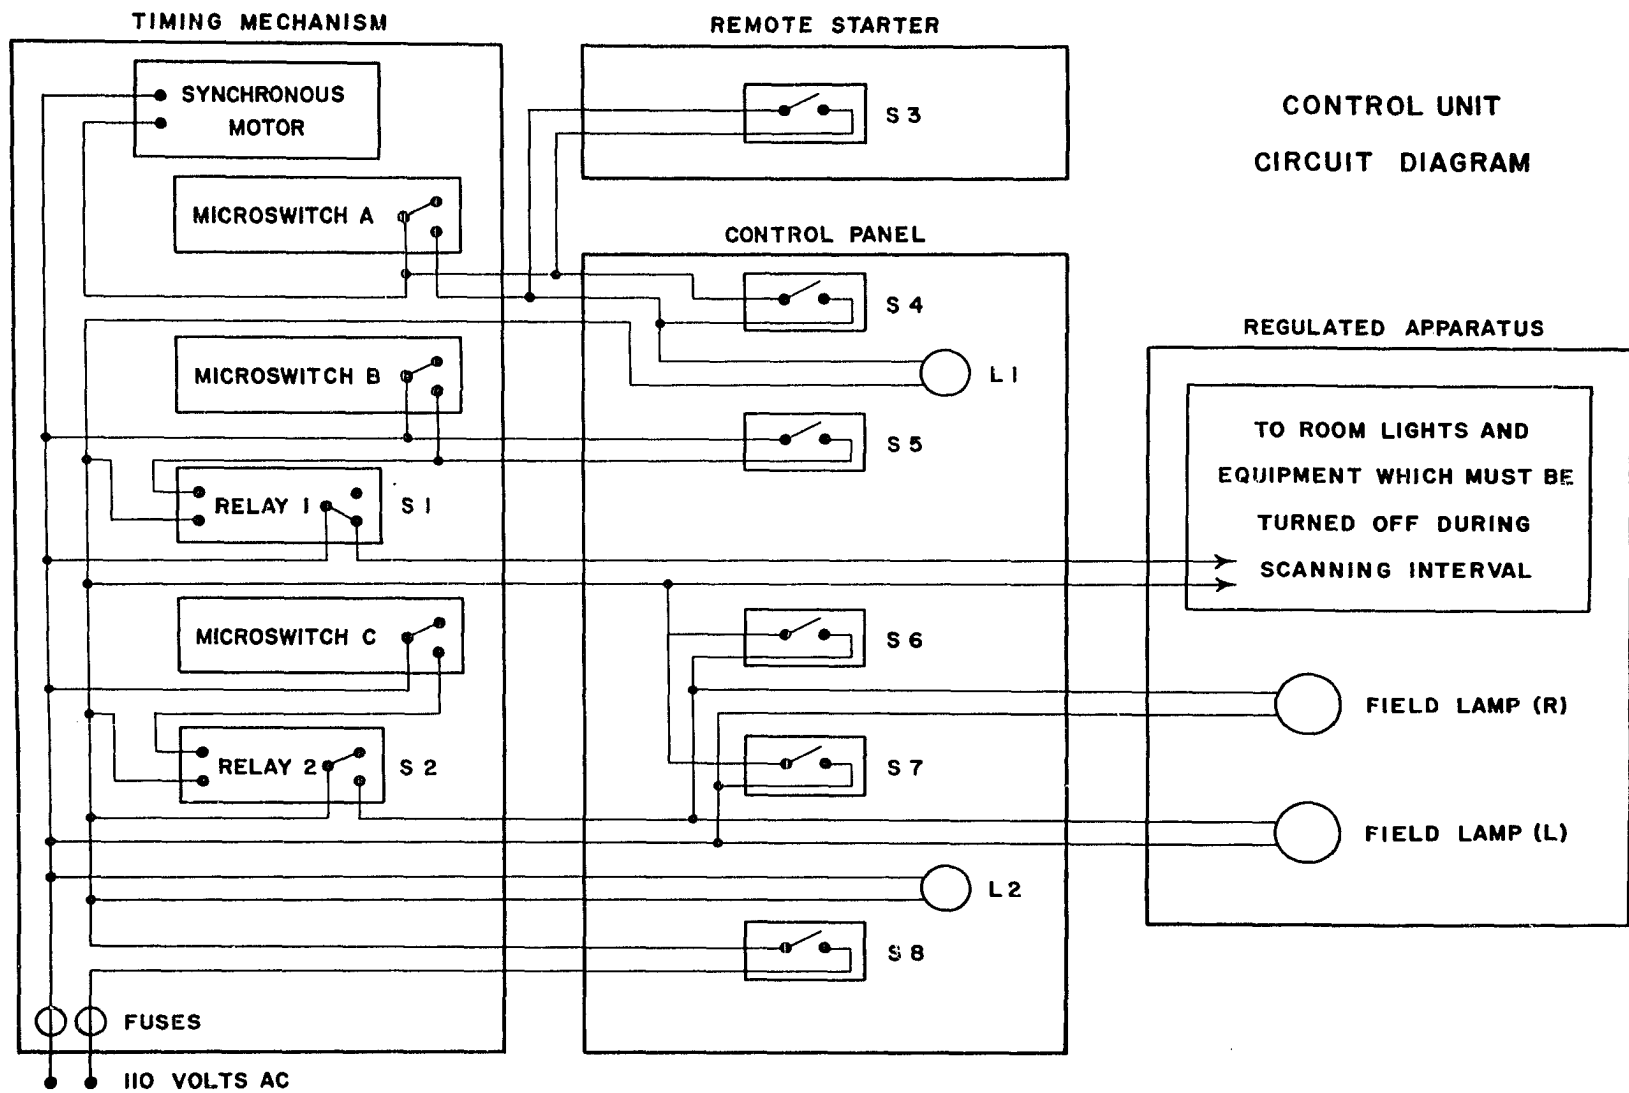 TIMING MECHANISM
REMOTE STARTER
SYNCHRONOUS
MOTOR
S 3
CONTROL UNIT
CIRCUIT DIAGRAM
MICROSWITCH A
CONTROL PANEL
S 4
REGULATED APPARATUS
MICROSWITCH B
L 1
TO ROOM LIGHTS AND
EQUIPMENT WHICH MUST BE
TURNED OFF DURING
SCANNING INTERVAL
S 5
RELAY 1
S 1
MICROSWITCH C
S 6
FIELD LAMP (R)
RELAY 2
S 2
S 7
FIELD LAMP (L)
L 2
S 8
FUSES
110 VOLTS AC